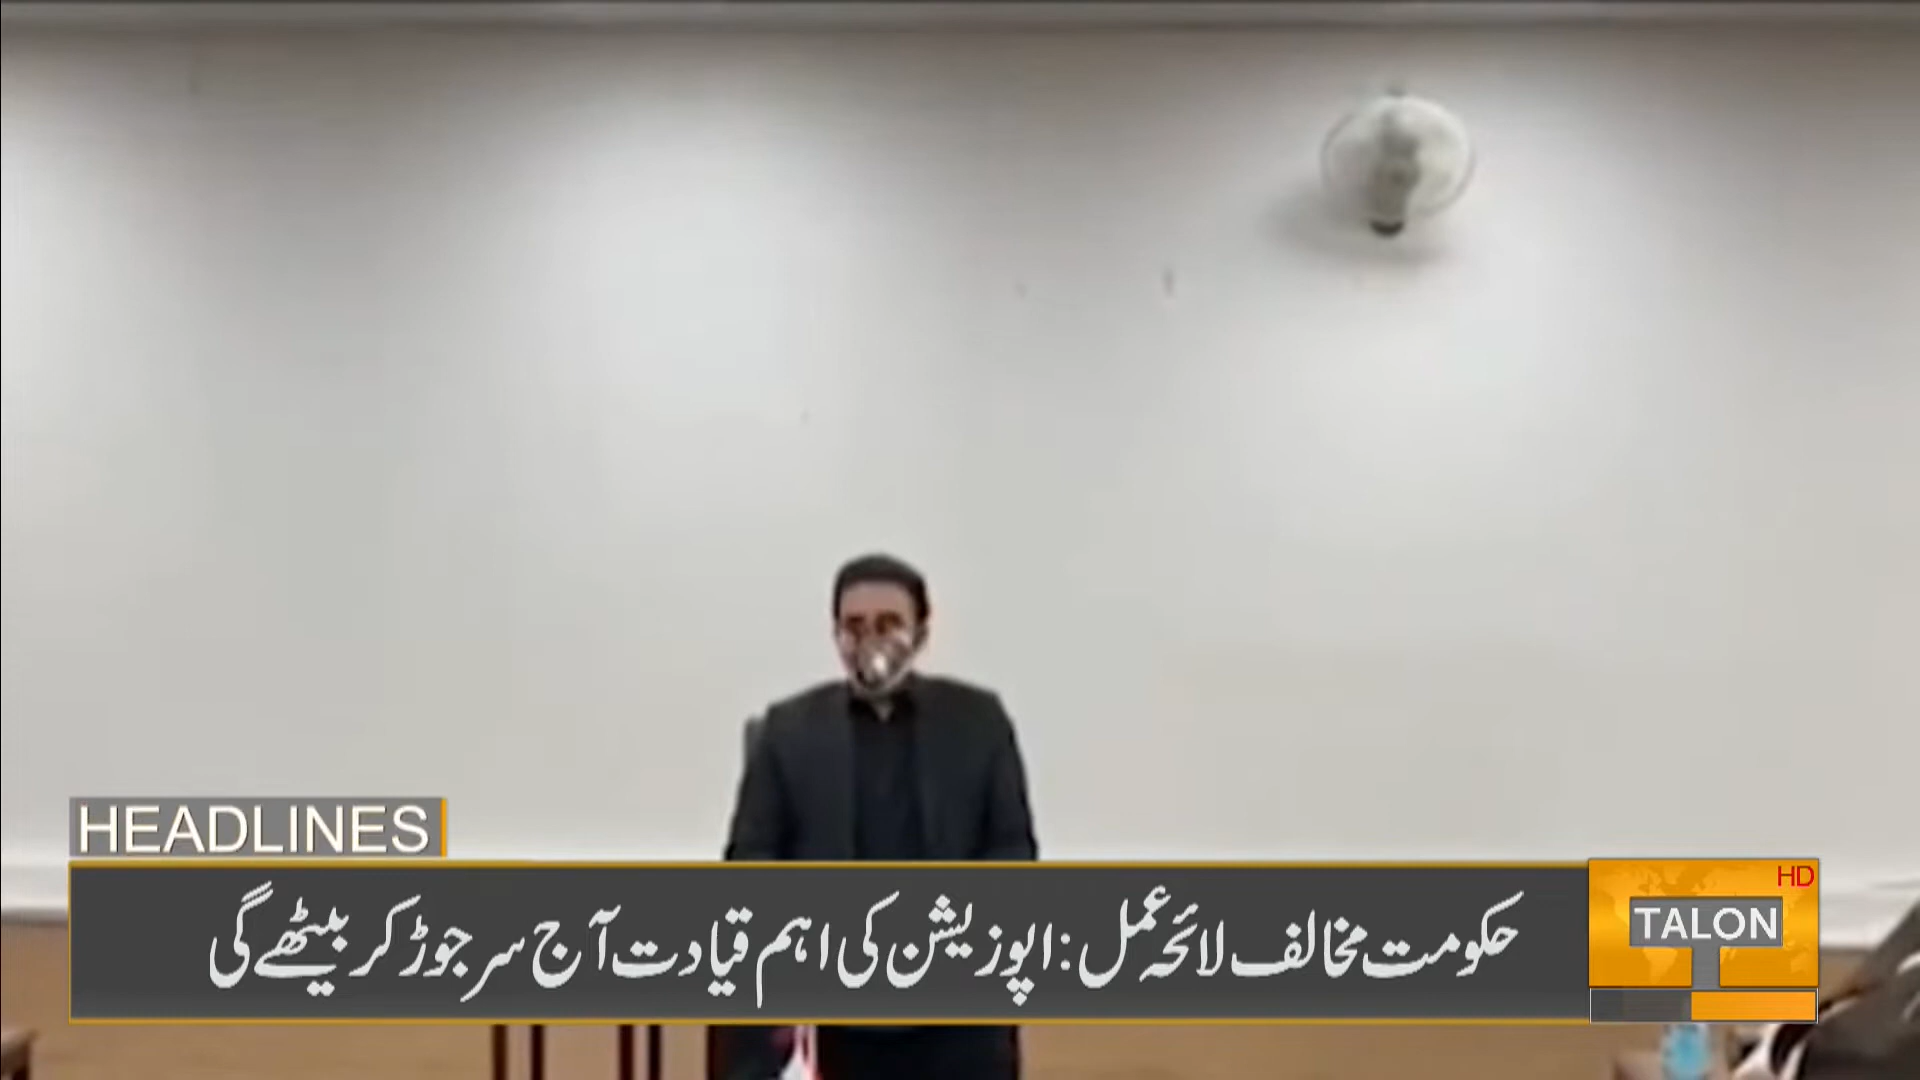 HEADLINES
حکومت مخالف لائحہ عمل: اپوزیشن کی اہم قیادت آج سر جوڑ کر بیٹھے گی
HD
TALON